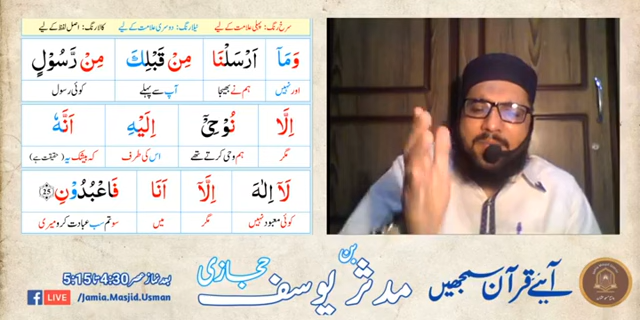 سرخ رنگ: پہلی علامت کے لیے نیلا رنگ: دوسری علامت کے لیے کالا رنگ: اصل لفظ کے لیے
وَمَاۤ اَرْسَلْنَا مِنْ قَبْلِكَ مِنْ رَّسُوْلٍ
اور نہیں ہم نے بھیجا آپ سے پہلے کوئی رسول
اِلَّا نُوْحِیْۤ اِلَیْهِ اَنَّهٗ
مگر ہم وحی کرتے تھے اس کی طرف کہ بیشک یہ (حقیقت ہے)
لَاۤ اِلٰهَ اِلَّاۤ اَنَا فَاعْبُدُوْنِ ﴿25﴾
کوئی معبود نہیں مگر میں سو تم سب عبادت کرو میری
آئیے قرآن سمجھیں
مدثر بن یوسف حجازی
بعد نماز عصر 4:30 تا 5:15
LIVE /Jamia.Masjid.Usman